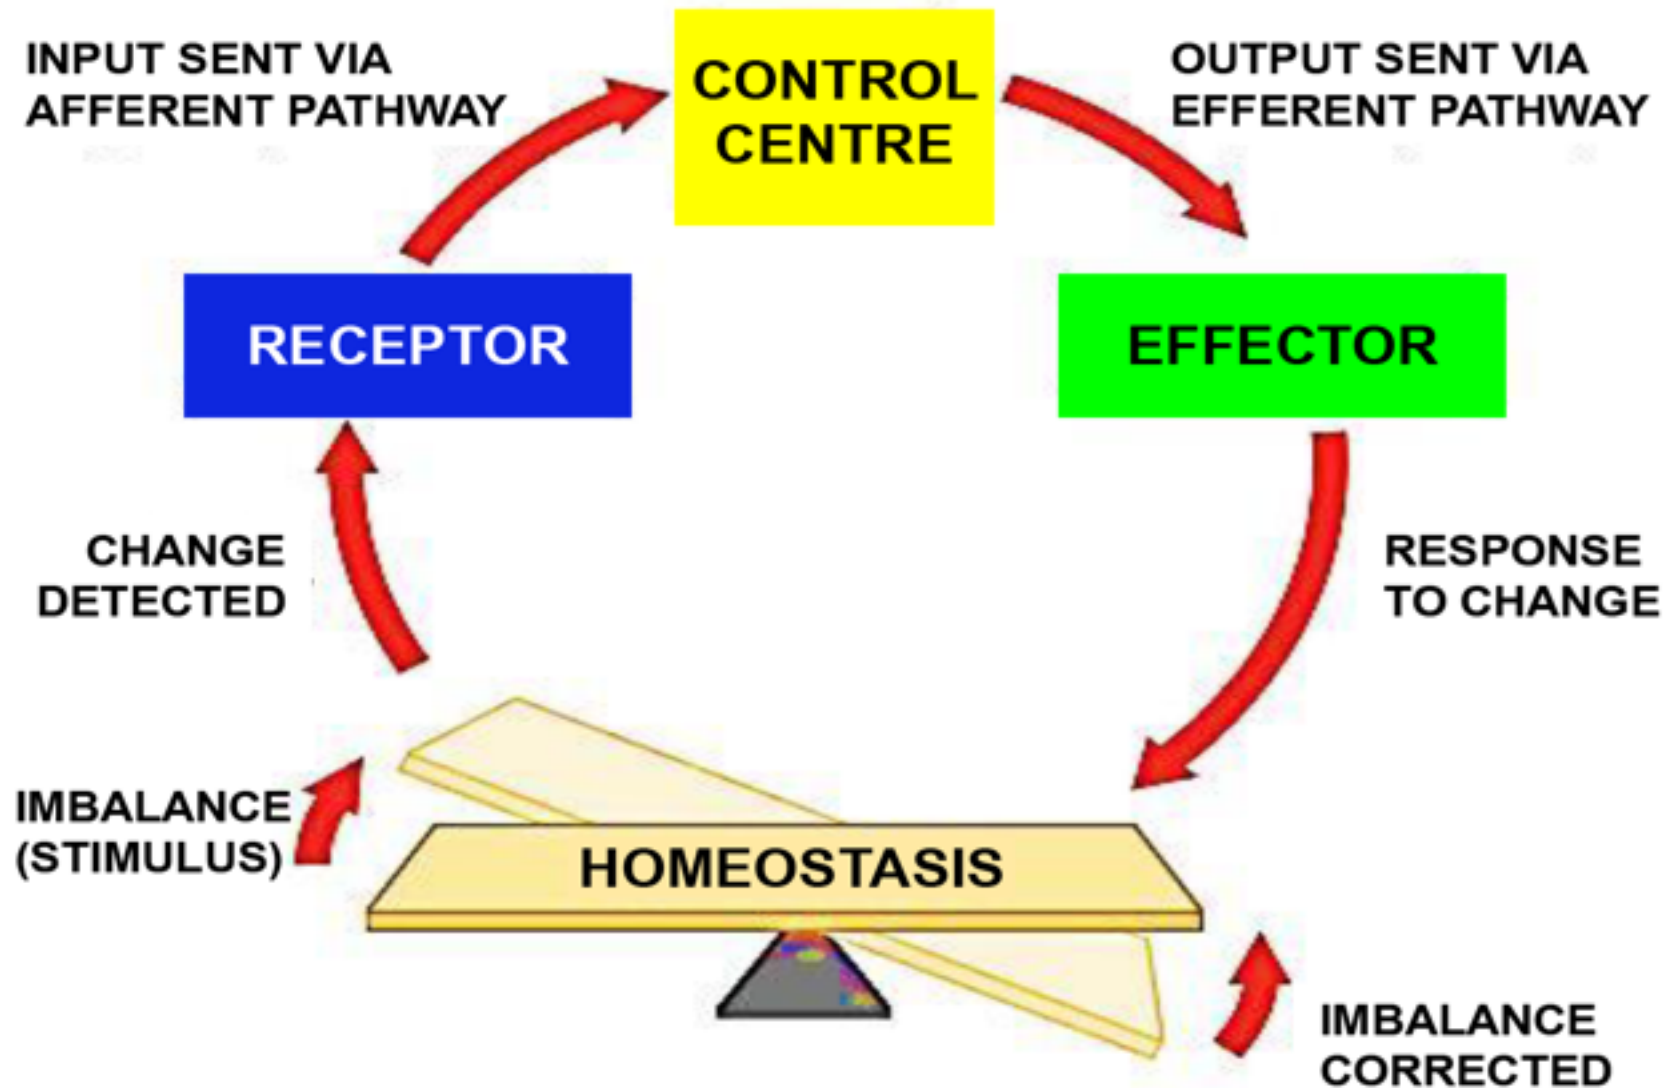 INPUT SENT VIA
AFFERENT PATHWAY
CONTROL
CENTRE
OUTPUT SENT VIA
EFFERENT PATHWAY
RECEPTOR
EFFECTOR
CHANGE
DETECTED
RESPONSE
TO CHANGE
IMBALANCE
(STIMULUS)
HOMEOSTASIS
IMBALANCE
CORRECTED